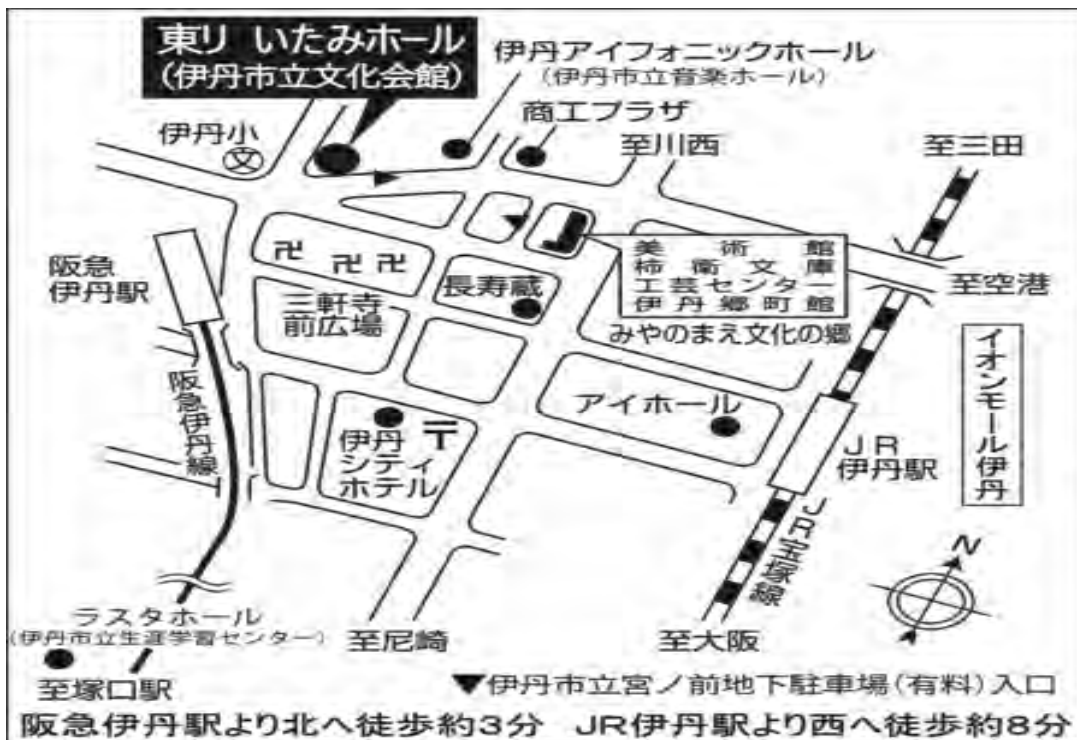 東リ いたみホール
(伊丹市立文化会館)
伊丹アイフォニックホール
(伊丹市立音楽ホール)
商工プラザ
伊丹小
文
至川西
至三田
阪急
伊丹駅
卍 卍 卍
三軒寺
前広場
長寿蔵
美術館
柿衛文庫
工芸センター
伊丹郷町館
みやのまえ文化の郷
至空港
イオンモール伊丹
阪急伊丹線
伊丹
シティ
ホテル
〒
アイホール
JR
伊丹駅
JR宝塚線
N
ラスタホール
(伊丹市立生涯学習センター)
至塚口駅
至尼崎
至大阪
▼伊丹市立宮ノ前地下駐車場(有料)入口
阪急伊丹駅より北へ徒歩約3分 JR伊丹駅より西へ徒歩約8分